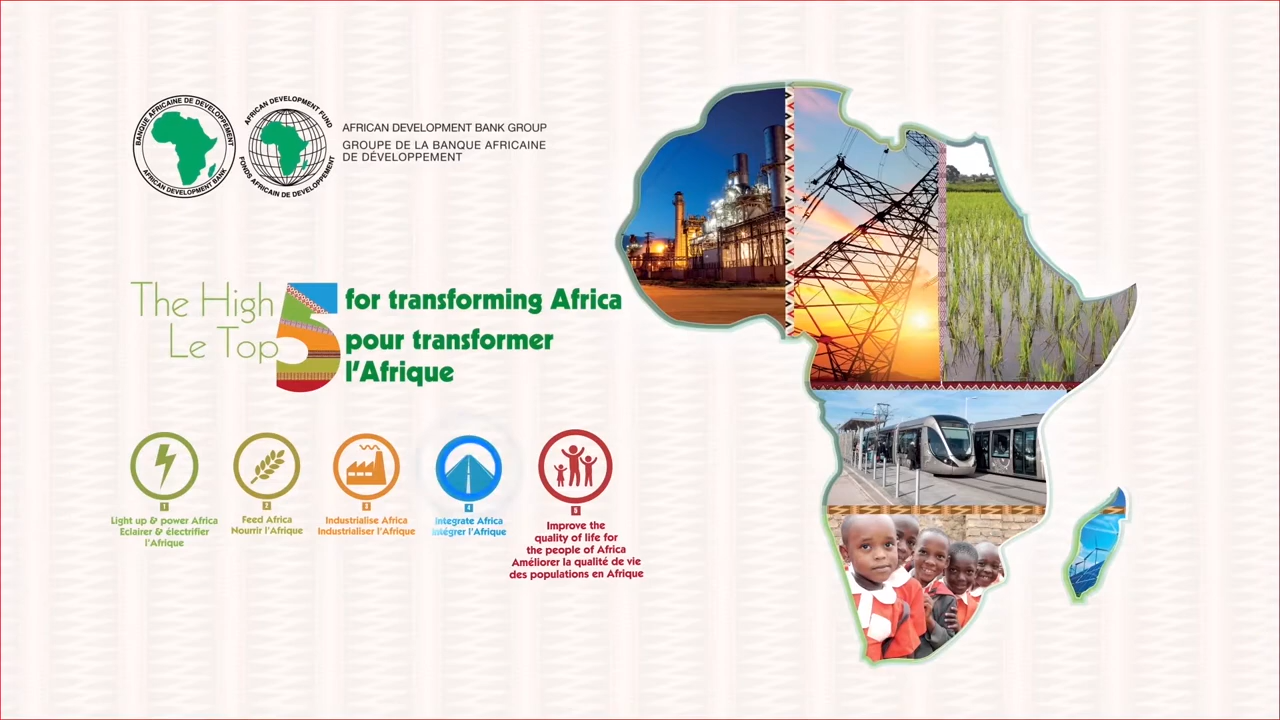 BANQUE AFRICAINE DE DEVELOPPEMENT
AFRICAN DEVELOPMENT BANK
AFRICAN DEVELOPMENT FUND
FONDS AFRICAIN DE DEVELOPPEMENT
AFRICAN DEVELOPMENT BANK GROUP
GROUPE DE LA BANQUE AFRICAINE
DE DÉVELOPPEMENT
The High 5 for transforming Africa
Le Top pour transformer
l'Afrique
1
Light up & power Africa
Eclairer & électrifier
l'Afrique
2
Feed Africa
Nourrir l'Afrique
3
Industrialise Africa
Industrialiser l'Afrique
4
Integrate Africa
Intégrer l'Afrique
5
Improve the
quality of life for
the people of Africa
Améliorer la qualité de vie
des populations en Afrique